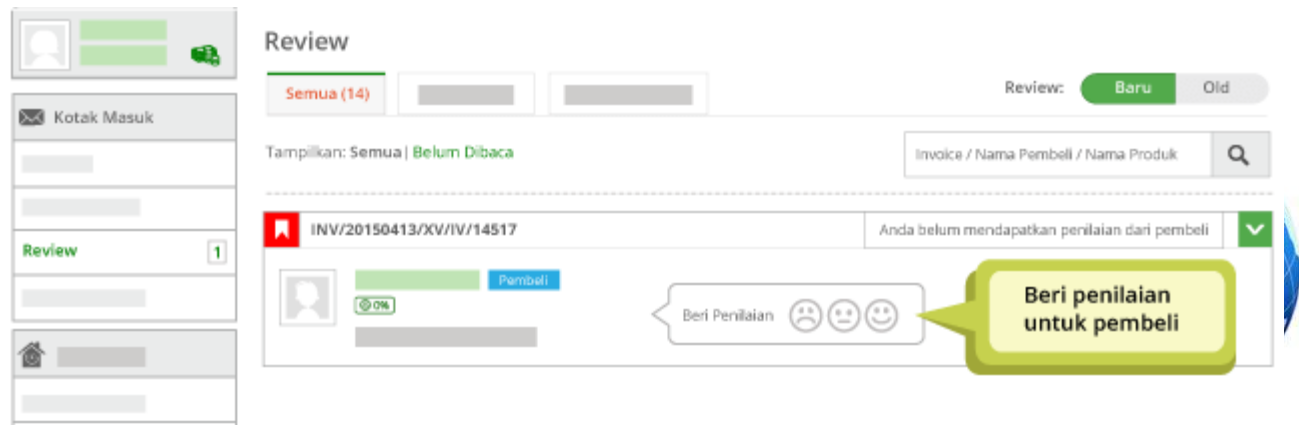 Review
Semua (14)
Review: Baru Old
Kotak Masuk
Tampilkan: Semua | Belum Dibaca
Invoice / Nama Pembeli / Nama Produk
INV/20150413/XV/IV/14517
Anda belum mendapatkan penilaian dari pembeli
Review 1
Pembeli
0%
Beri Penilaian
Beri penilaian
untuk pembeli